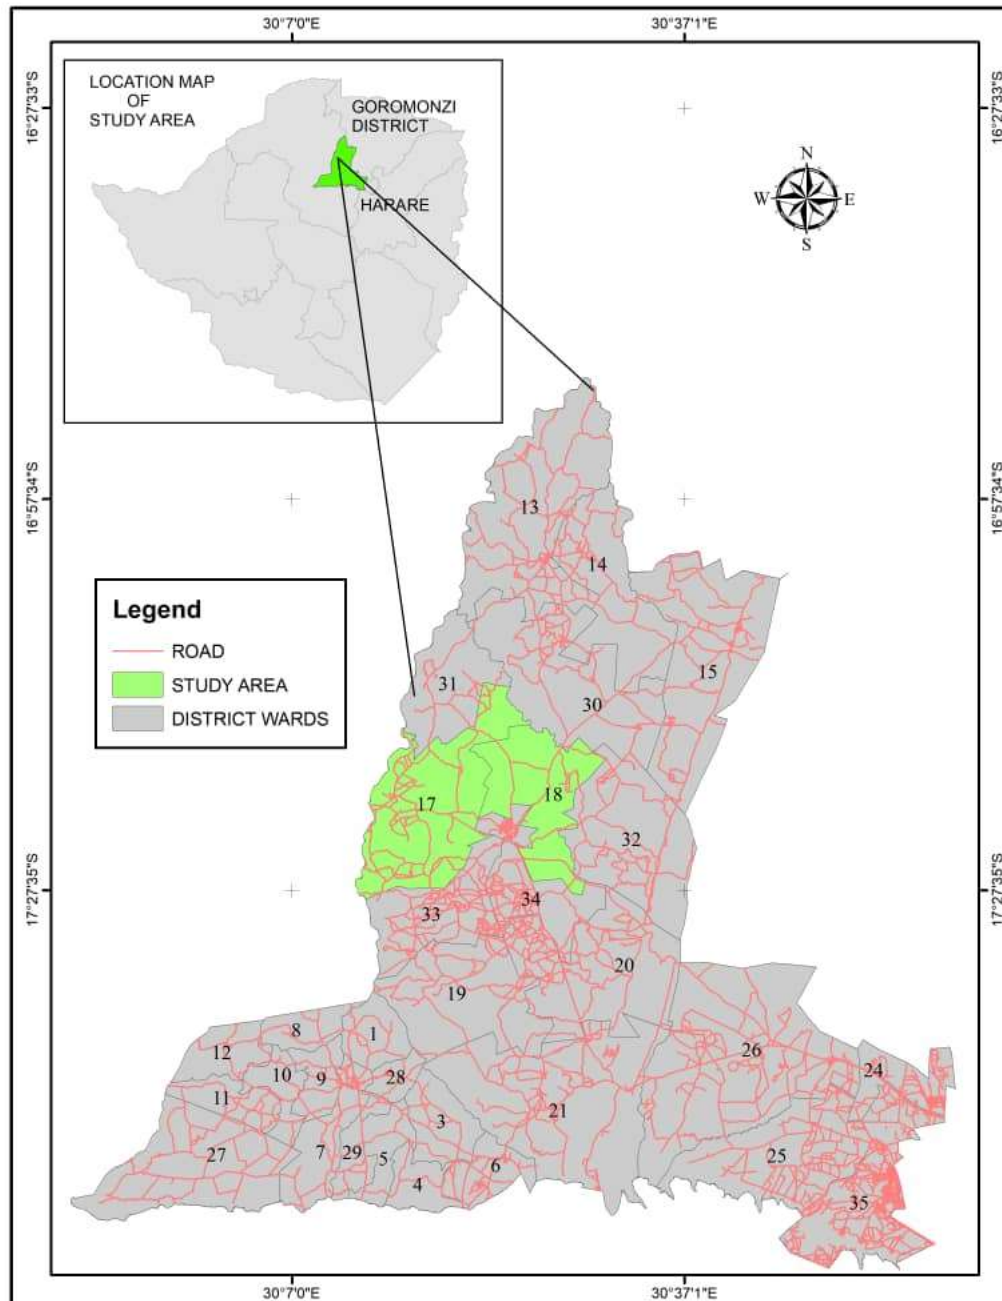 30°7'0"E
30°37'1"E
LOCATION MAP
OF
STUDY AREA
GOROMONZI
DISTRICT
HARARE
16°27'33"S
16°27'33"S
N
W
E
S
16°57'34"S
16°57'34"S
13
14
Legend
ROAD
STUDY AREA
DISTRICT WARDS
31
15
30
17
18
32
17°27'35"S
17°27'35"S
34
33
20
19
8
1
12
26
10
9
28
24
11
21
3
27
7
29
5
25
6
4
35
30°7'0"E
30°37'1"E